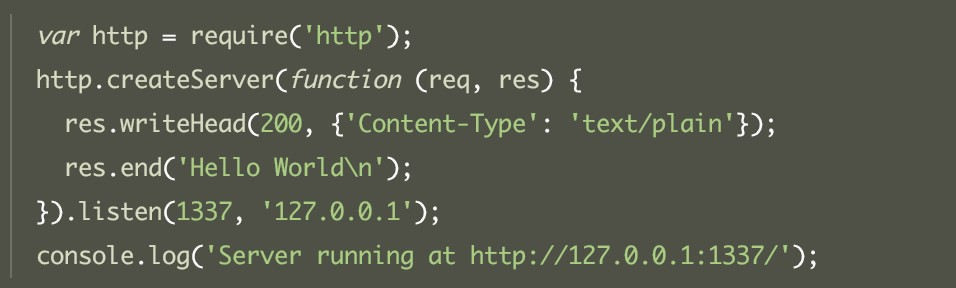 var http = require('http');
http.createServer(function (req, res) {
  res.writeHead(200, {'Content-Type': 'text/plain'});
  res.end('Hello World\n');
}).listen(1337, '127.0.0.1');
console.log('Server running at http://127.0.0.1:1337/');